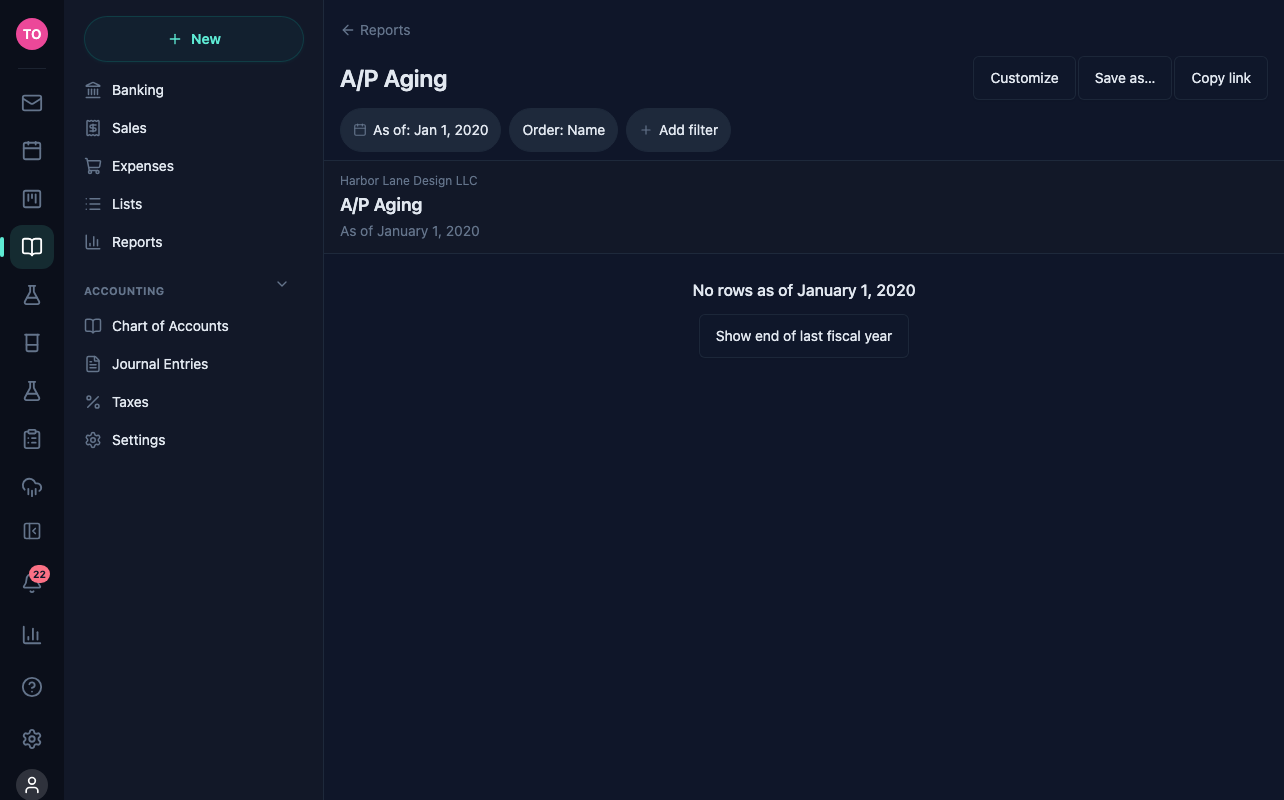 TO
+ New
Banking
Sales
Expenses
Lists
Reports
ACCOUNTING
Chart of Accounts
Journal Entries
Taxes
Settings
22
← Reports
A/P Aging
Customize
Save as...
Copy link
As of: Jan 1, 2020
Order: Name
+ Add filter
Harbor Lane Design LLC
A/P Aging
As of January 1, 2020
No rows as of January 1, 2020
Show end of last fiscal year